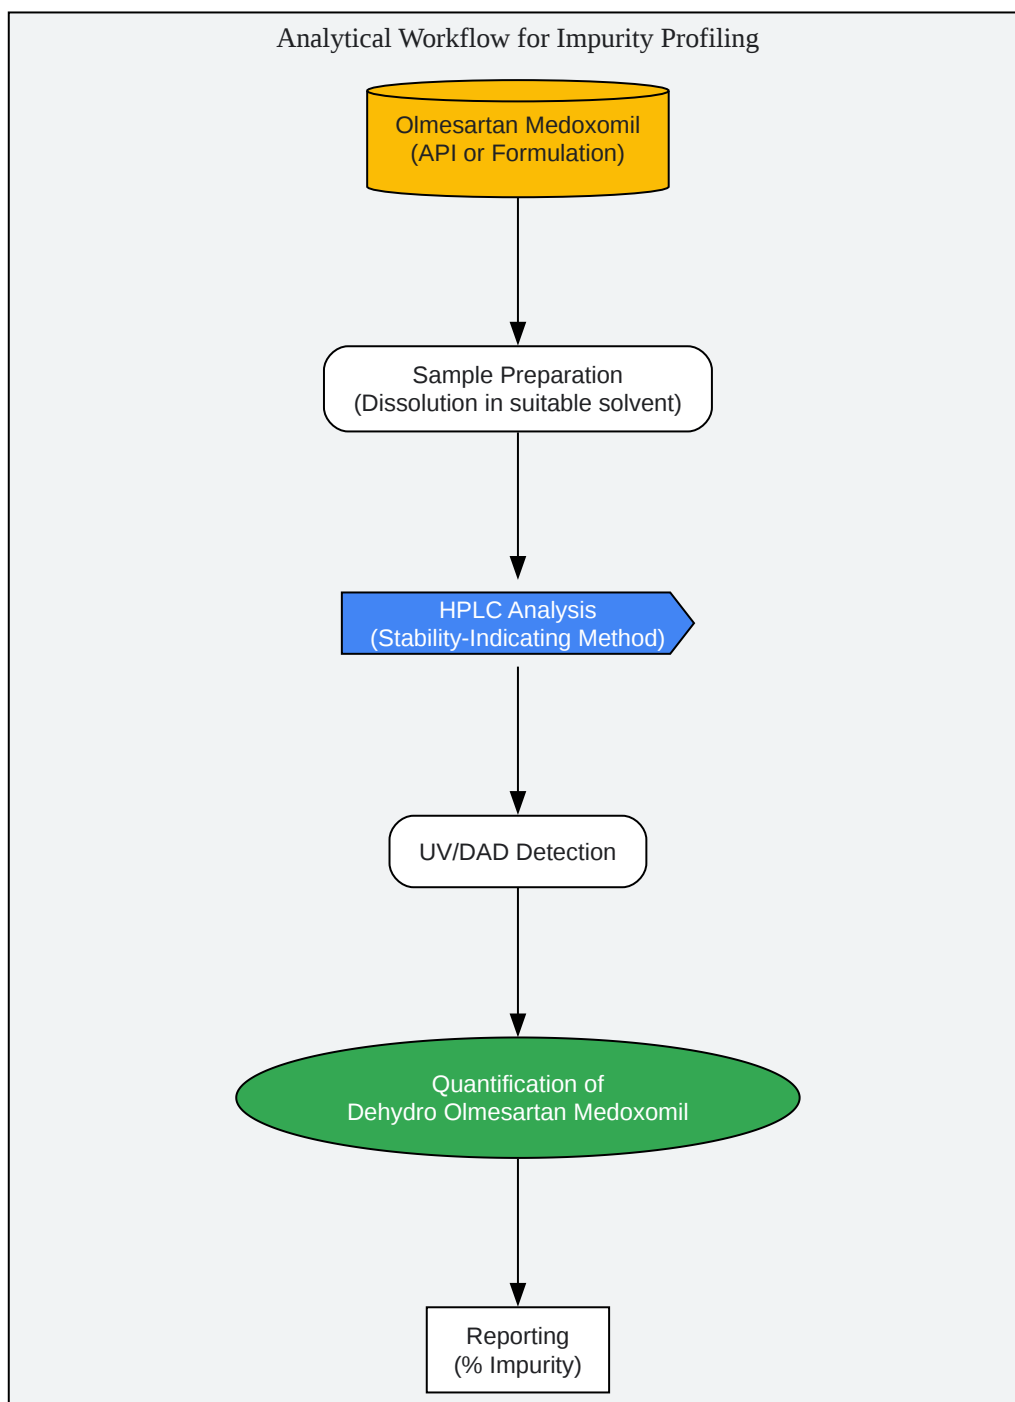 Analytical Workflow for Impurity Profiling
Olmesartan Medoxomil
(API or Formulation)
Sample Preparation
(Dissolution in suitable solvent)
HPLC Analysis
(Stability-Indicating Method)
UV/DAD Detection
Quantification of
Dehydro Olmesartan Medoxomil
Reporting
(% Impurity)